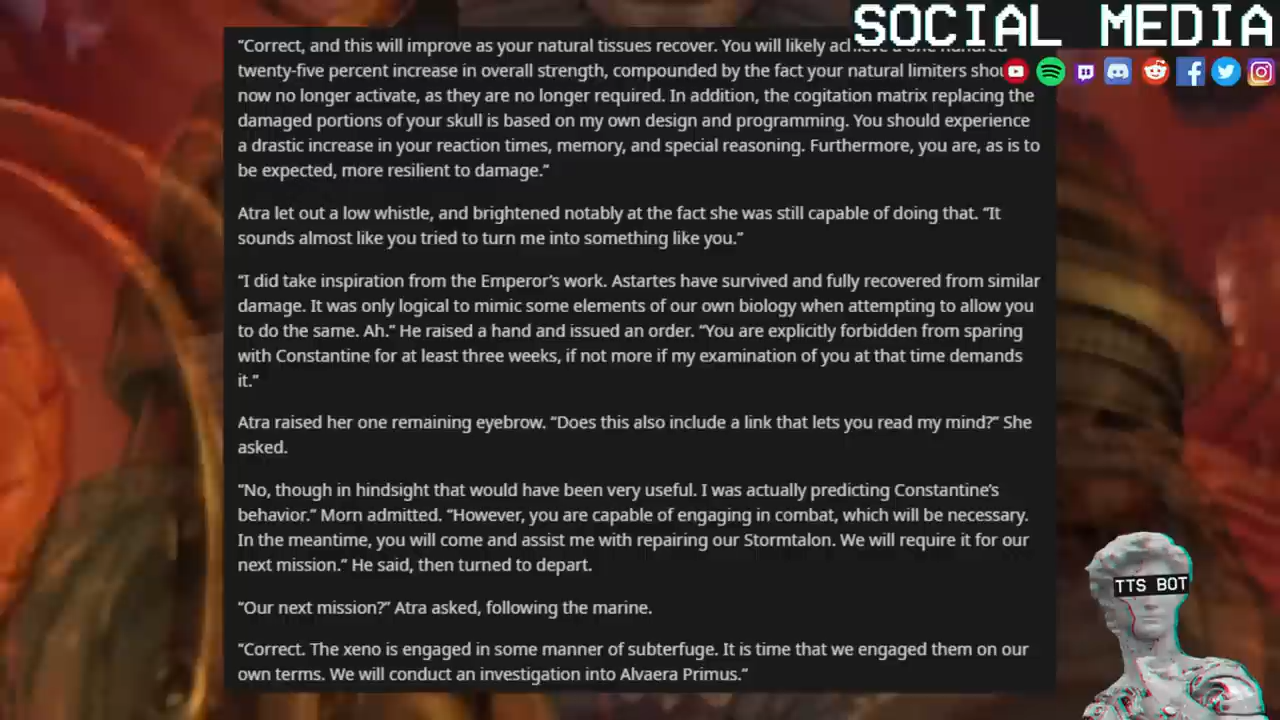 SOCIAL MEDIA
“Correct, and this will improve as your natural tissues recover. You will likely
twenty-five percent increase in overall strength, compounded by the fact your natural limiters
now no longer activate, as they are no longer required. In addition, the cogitation matrix replacing the
damaged portions of your skull is based on my own design and programming. You should experience
a drastic increase in your reaction times, memory, and special reasoning. Furthermore, you are, as is to
be expected, more resilient to damage.”
Atra let out a low whistle, and brightened notably at the fact she was still capable of doing that. “It
sounds almost like you tried to turn me into something like you.”
“I did take inspiration from the Emperor’s work. Astartes have survived and fully recovered from similar
damage. It was only logical to mimic some elements of our own biology when attempting to allow you
to do the same. Ah.” He raised a hand and issued an order. “You are explicitly forbidden from sparing
with Constantine for at least three weeks, if not more if my examination of you at that time demands
it.”
Atra raised her one remaining eyebrow. “Does this also include a link that lets you read my mind?” She
asked.
“No, though in hindsight that would have been very useful. I was actually predicting Constantine’s
behavior.” Morn admitted. “However, you are capable of engaging in combat, which will be necessary.
In the meantime, you will come and assist me with repairing our Stormtalon. We will require it for our
next mission.” He said, then turned to depart.
“Our next mission?” Atra asked, following the marine.
“Correct. The xeno is engaged in some manner of subterfuge. It is time that we engaged them on our
own terms. We will conduct an investigation into Alvaera Primus.”
TTS BOT